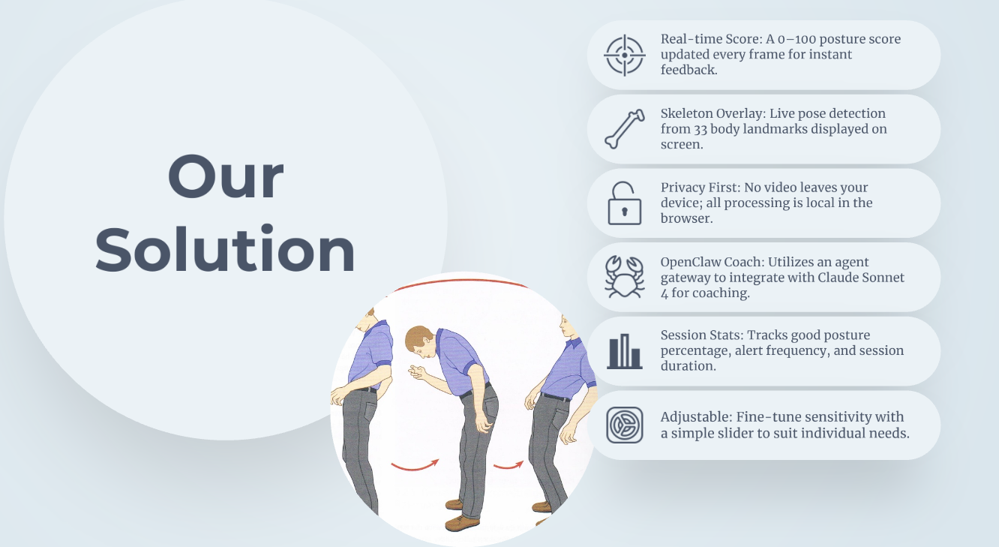 Our
Solution
Real-time Score: A 0–100 posture score
updated every frame for instant
feedback.
Skeleton Overlay: Live pose detection
from 33 body landmarks displayed on
screen.
Privacy First: No video leaves your
device; all processing is local in the
browser.
OpenClaw Coach: Utilizes an agent
gateway to integrate with Claude Sonnet
4 for coaching.
Session Stats: Tracks good posture
percentage, alert frequency, and session
duration.
Adjustable: Fine-tune sensitivity with
a simple slider to suit individual needs.